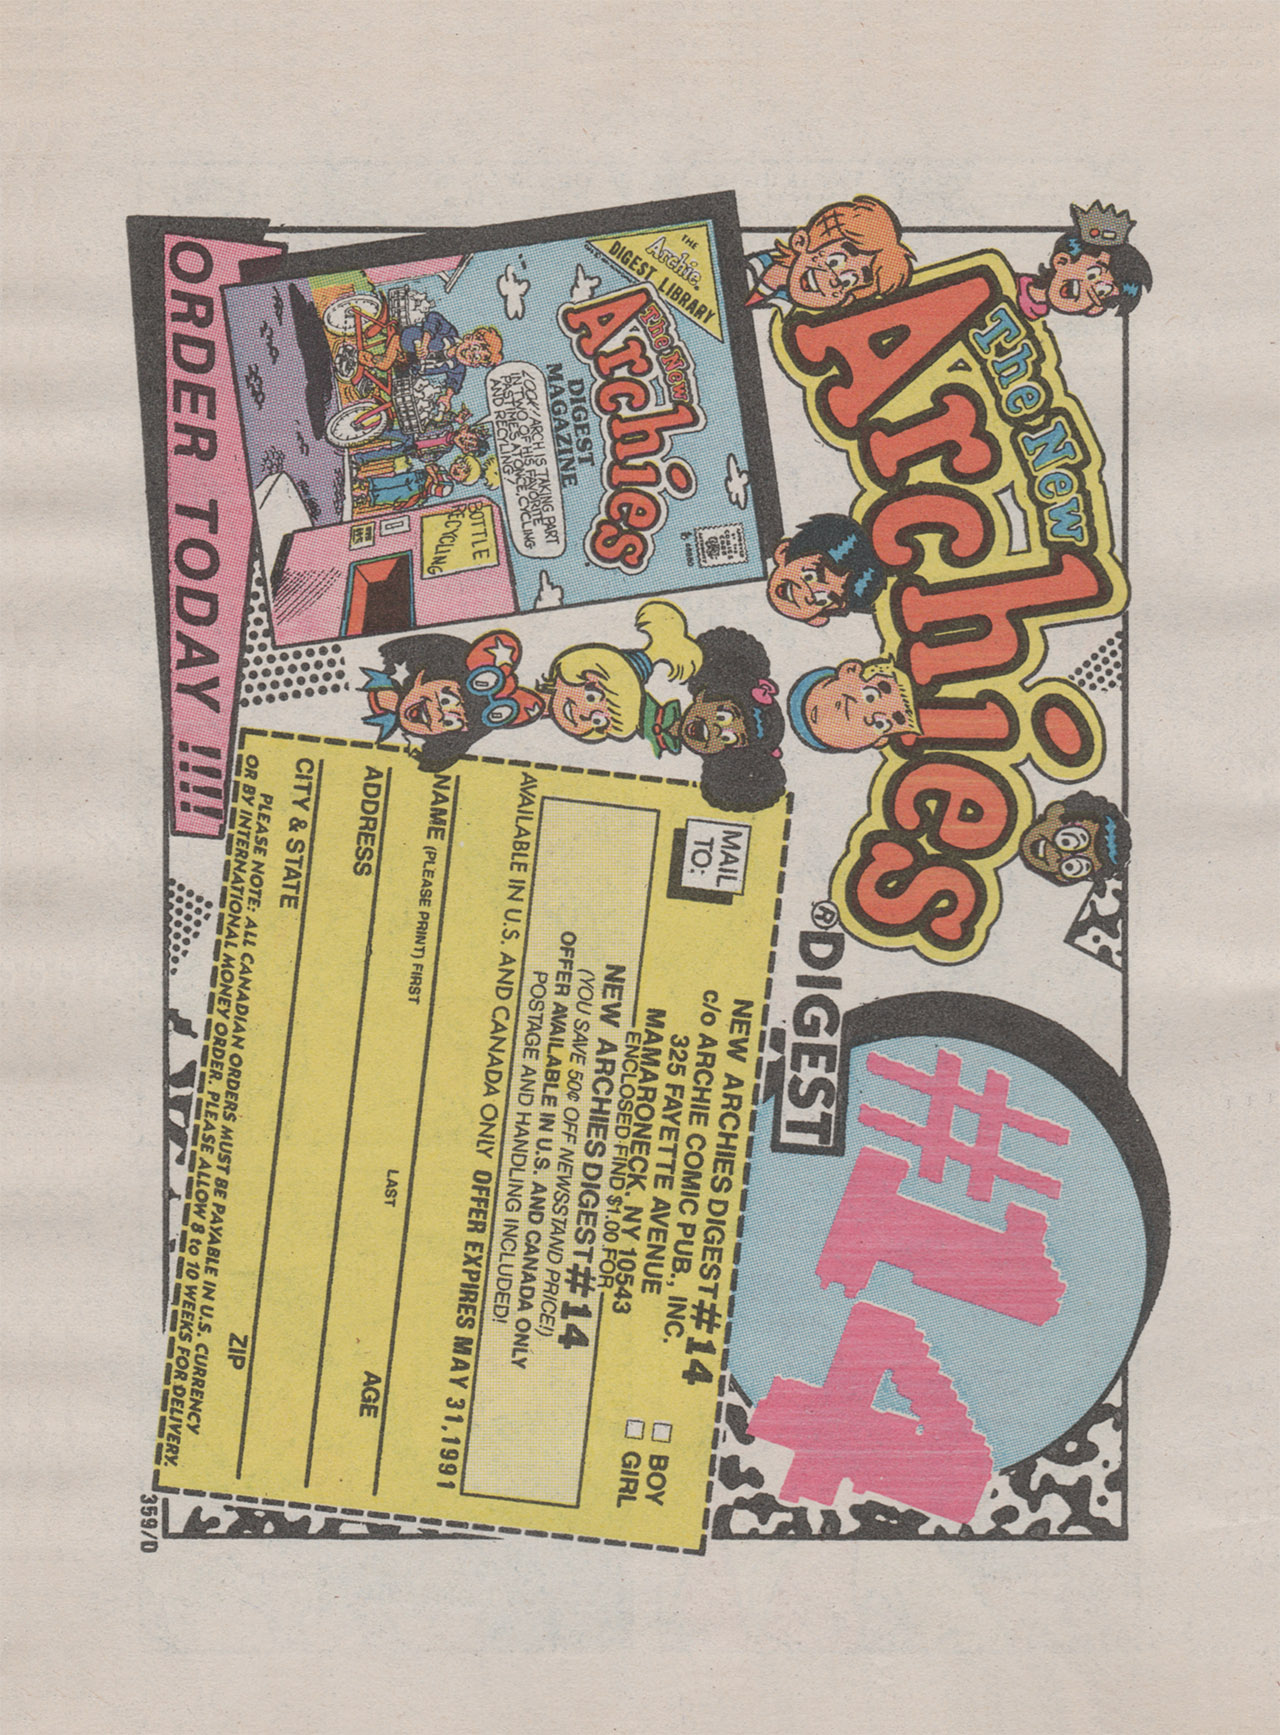 The New
Archies
®DIGEST
#14
THE
Archie
DIGEST LIBRARY
The New
Archies
DIGEST
MAGAZINE
LOOK! ARCH IS TAKING PART
IN TWO OF HIS FAVORITE
PASTIMES AT ONCE. CYCLING
AND RECYCLING!
BOTTLE
RECYCLING
ORDER TODAY !!!!
MAIL
TO:
NEW ARCHIES DIGEST #14
c/o ARCHIE COMIC PUB., INC.
325 FAYETTE AVENUE
MAMARONECK, NY 10543
BOY
GIRL
ENCLOSED FIND $1.00 FOR
NEW ARCHIES DIGEST #14
(YOU SAVE 50¢ OFF NEWSSTAND PRICE!)
OFFER AVAILABLE IN U.S. AND CANADA ONLY
POSTAGE AND HANDLING INCLUDED!
AVAILABLE IN U.S. AND CANADA ONLY OFFER EXPIRES MAY 31, 1991
NAME (PLEASE PRINT) FIRST
LAST
AGE
ADDRESS
CITY & STATE
ZIP
PLEASE NOTE: ALL CANADIAN ORDERS MUST BE PAYABLE IN U.S. CURRENCY
OR BY INTERNATIONAL MONEY ORDER. PLEASE ALLOW 8 to 10 WEEKS FOR DELIVERY.
359/D